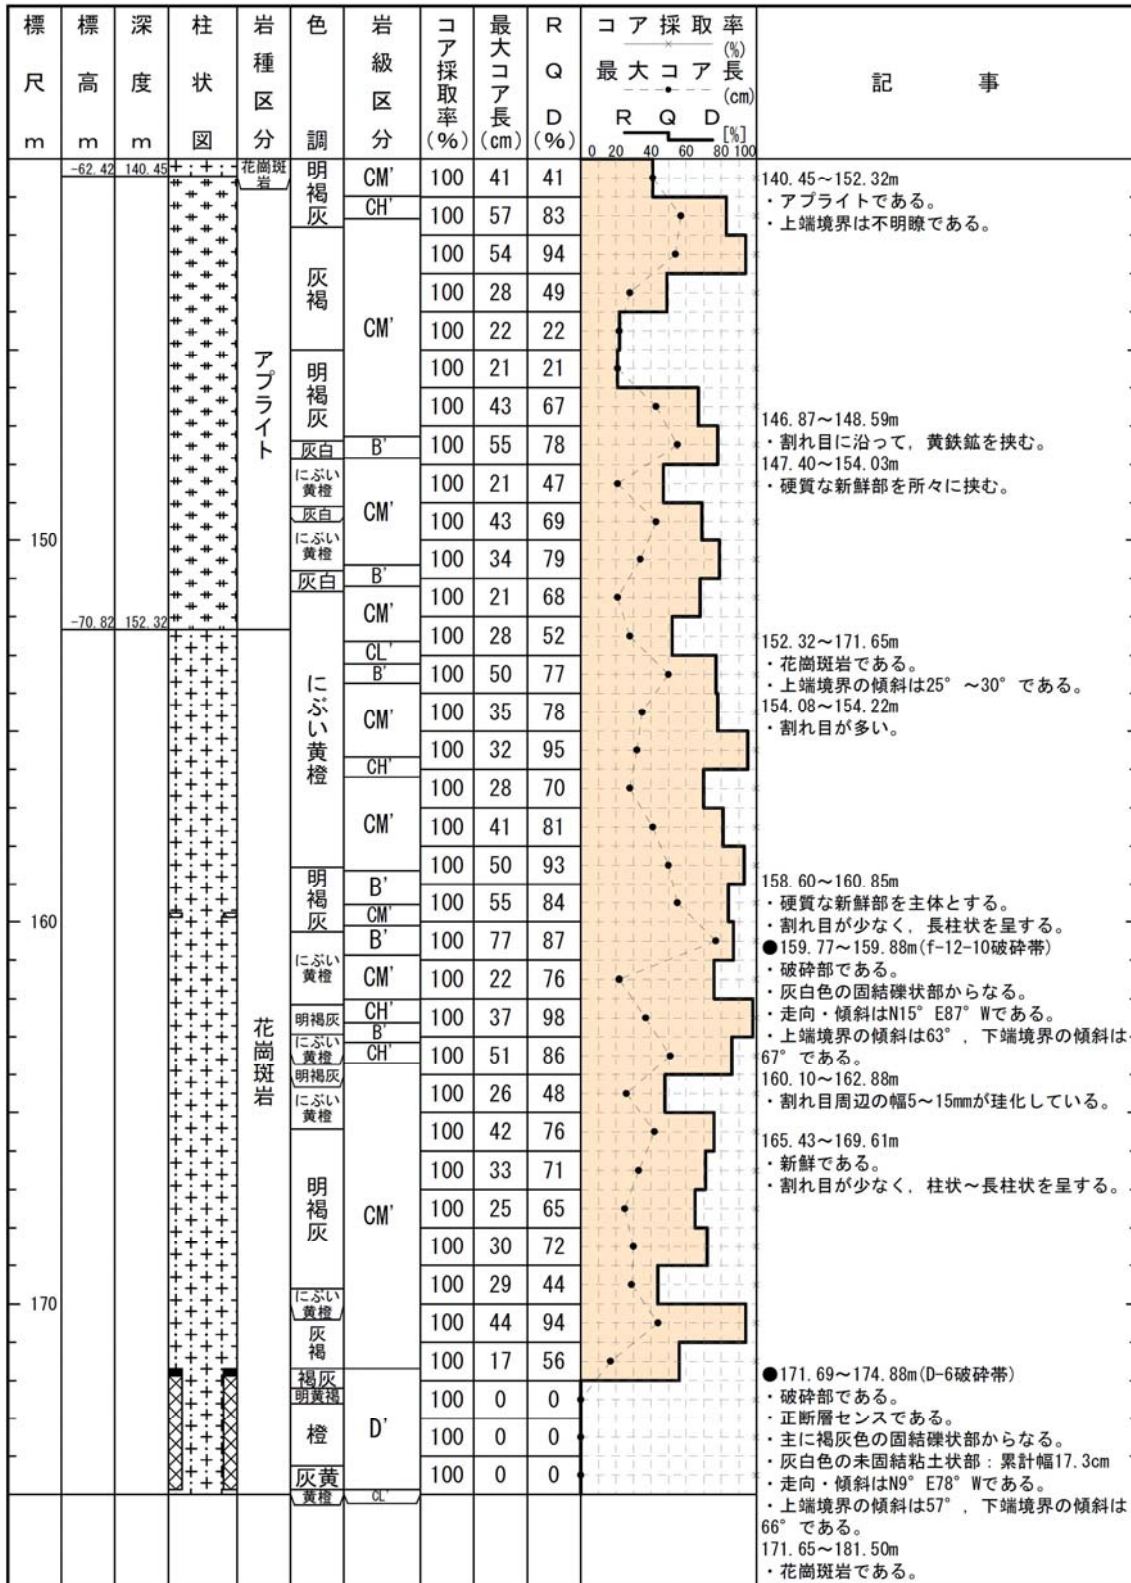 標尺 m
標高 m
深度 m
柱状図
岩種区分
色調
岩級区分
コア採取率(%)
最大コア長(cm)
RQD(%)
コア採取率
(%)
最大コア長
(cm)
RQD
[%]
0 20 40 60 80 100
記事
-62.42 140.45
-70.82 152.32
150
160
170
花崗斑岩
アプライト
花崗斑岩
明褐灰
灰褐
明褐灰
灰白
にぶい黄橙
灰白
にぶい黄橙
灰白
にぶい黄橙
明褐灰
にぶい黄橙
明褐灰
にぶい黄橙
明褐灰
にぶい黄橙
明褐灰
にぶい黄橙
灰褐
褐灰
明黄褐
橙
灰黄
黄橙
CM'
CH'
CM'
B'
CM'
B'
CM'
CL'
B'
CM'
CH'
CM'
B'
CM'
B'
CM'
CH'
B'
CH'
CM'
D'
CL'
100 41 41
100 57 83
100 54 94
100 28 49
100 22 22
100 21 21
100 43 67
100 55 78
100 21 47
100 43 69
100 34 79
100 21 68
100 28 52
100 50 77
100 35 78
100 32 95
100 28 70
100 41 81
100 50 93
100 55 84
100 77 87
100 22 76
100 37 98
100 51 86
100 26 48
100 42 76
100 33 71
100 25 65
100 30 72
100 29 44
100 44 94
100 17 56
100 0 0
100 0 0
100 0 0
140.45～152.32m
・アプライトである。
・上端境界は不明瞭である。
146.87～148.59m
・割れ目に沿って，黄鉄鉱を挟む。
147.40～154.03m
・硬質な新鮮部を所々に挟む。
152.32～171.65m
・花崗斑岩である。
・上端境界の傾斜は25°～30°である。
154.08～154.22m
・割れ目が多い。
158.60～160.85m
・硬質な新鮮部を主体とする。
・割れ目が少なく，長柱状を呈する。
●159.77～159.88m(f-12-10破砕帯)
・破砕部である。
・灰白色の固結礫状部からなる。
・走向・傾斜はN15°E87°Wである。
・上端境界の傾斜は63°，下端境界の傾斜は
67°である。
160.10～162.88m
・割れ目周辺の幅5～15mmが珪化している。
165.43～169.61m
・新鮮である。
・割れ目が少なく，柱状～長柱状を呈する。
●171.69～174.88m(D-6破砕帯)
・破砕部である。
・正断層センスである。
・主に褐灰色の固結礫状部からなる。
・灰白色の未固結粘土状部：累計幅17.3cm
・走向・傾斜はN9°E78°Wである。
・上端境界の傾斜は57°，下端境界の傾斜は
66°である。
171.65～181.50m
・花崗斑岩である。